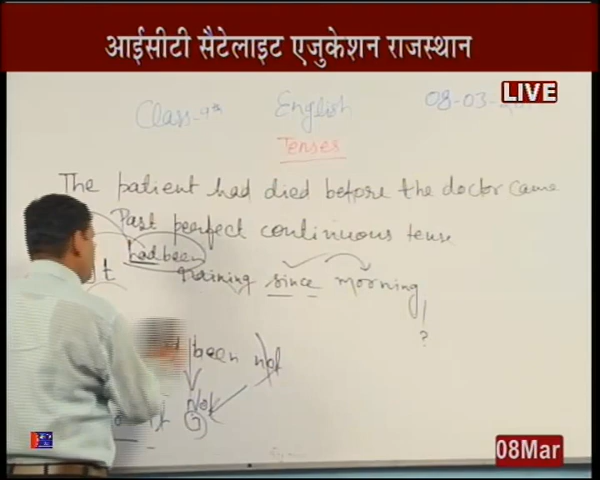 आईसीटी सैटेलाइट एजुकेशन राजस्थान
LIVE
Class-9th English 08-03-
Tenses
The patient had died before the doctor came
Past perfect continuous tense
t had been raining since morning
?
been not
Not
08Mar